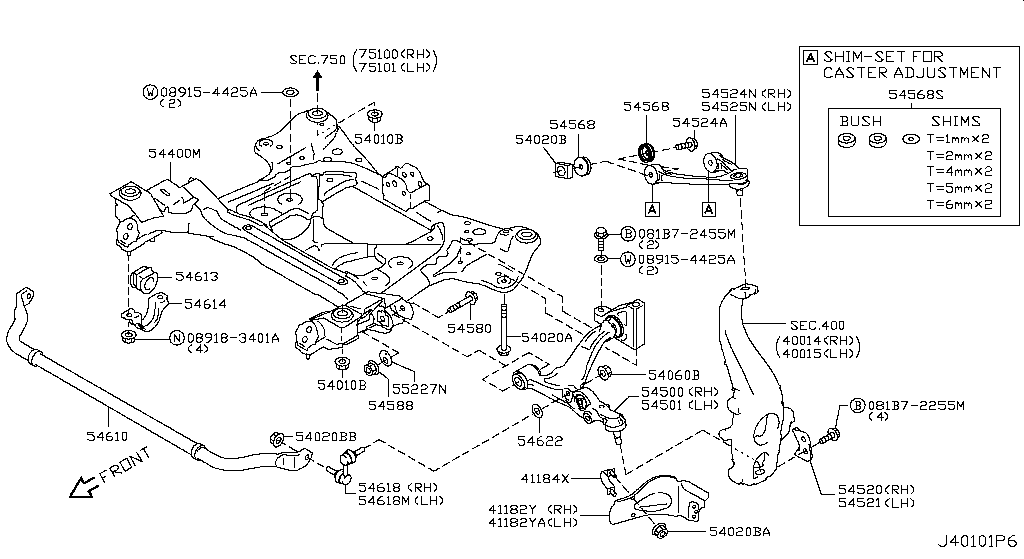 SEC.750 (75100(RH)
75101(LH))
W 08915-4425A
(2)
54010B
54400M
54568
54568
54020B
54524A
54524N(RH)
54525N(LH)
A SHIM-SET FOR
CASTER ADJUSTMENT
54568S
BUSH SHIMS
T=1mm×2
T=2mm×2
T=4mm×2
T=5mm×2
T=6mm×2
A A
B 081B7-2455M
(2)
W 08915-4425A
(2)
54613
54614
N 08918-3401A
(4)
54580
54020A
SEC.400
(40014(RH)
40015(LH))
54010B
55227N
54588
54060B
54500(RH)
54501(LH)
B 081B7-2255M
(4)
54610
54020BB
54622
FRONT
54618(RH)
54618M(LH)
41184X
41182Y (RH)
41182YA(LH)
54520(RH)
54521(LH)
54020BA
J40101P6